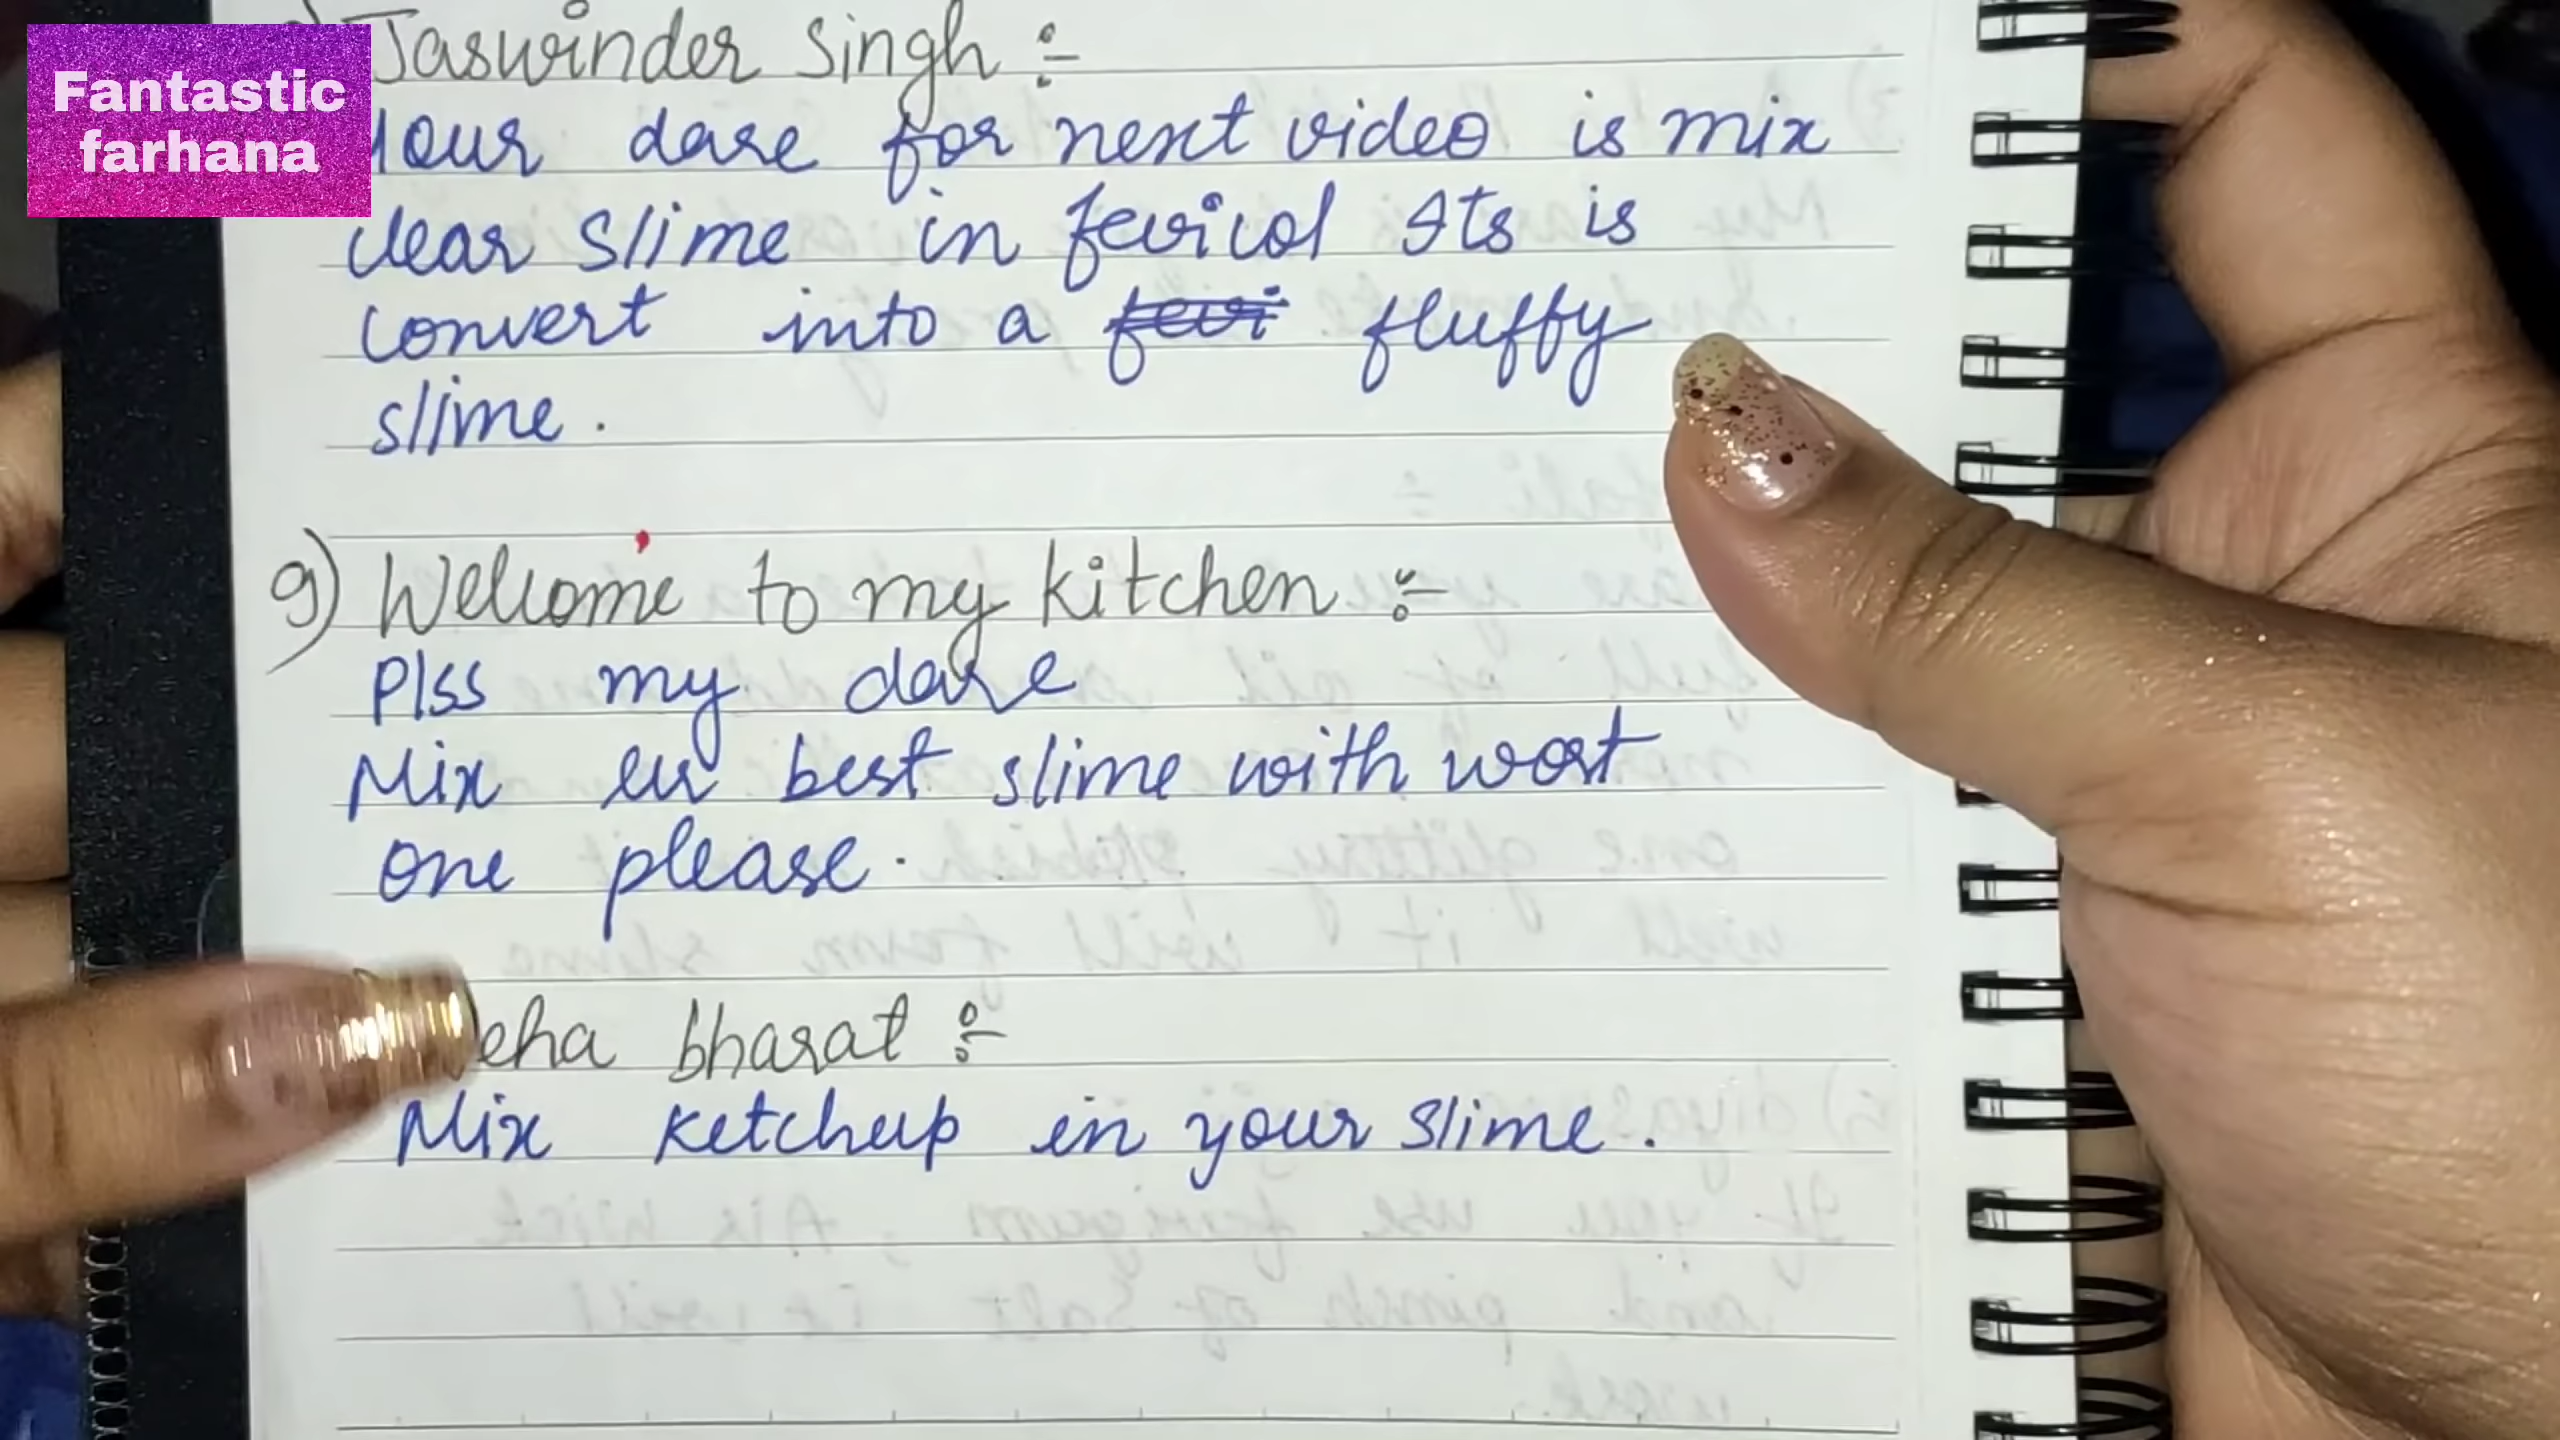 Fantastic
farhana
Jaswinder Singh :-
Your dare for next video is mix
clear slime in fevicol Its is
convert into a fevi fluffy
slime.
9) Welcome to my kitchen :-
Plss my dare
Mix ur best slime with worst
one please.
eha bharat :-
Mix ketchup in your slime.